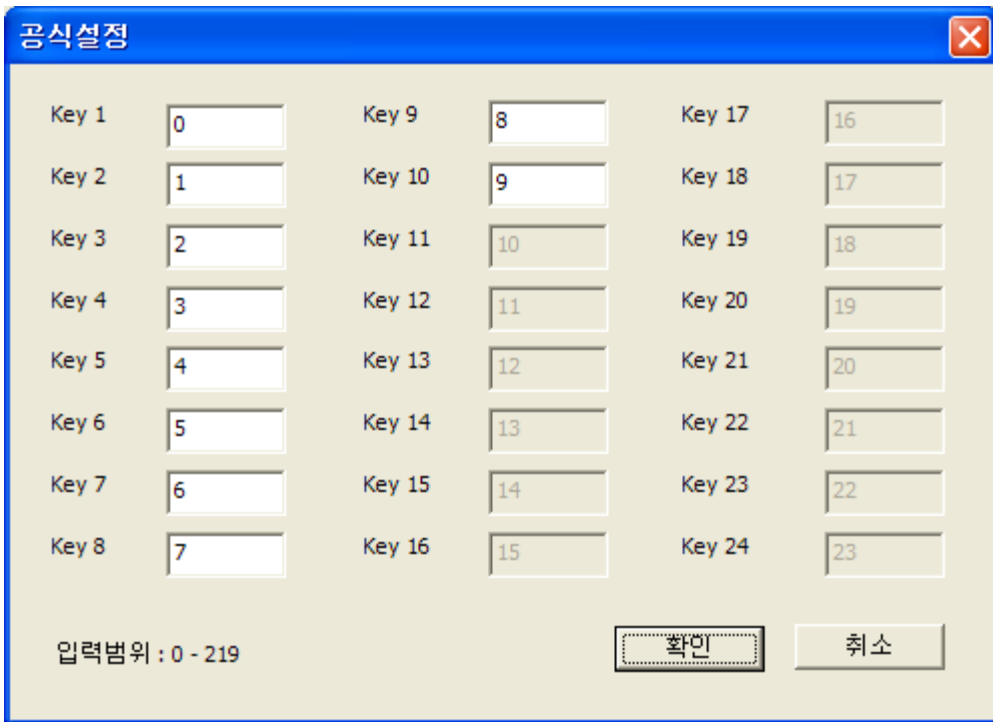 공식설정
Key 1 0 Key 9 8 Key 17 16
Key 2 1 Key 10 9 Key 18 17
Key 3 2 Key 11 10 Key 19 18
Key 4 3 Key 12 11 Key 20 19
Key 5 4 Key 13 12 Key 21 20
Key 6 5 Key 14 13 Key 22 21
Key 7 6 Key 15 14 Key 23 22
Key 8 7 Key 16 15 Key 24 23
입력범위 : 0 - 219 확인 취소